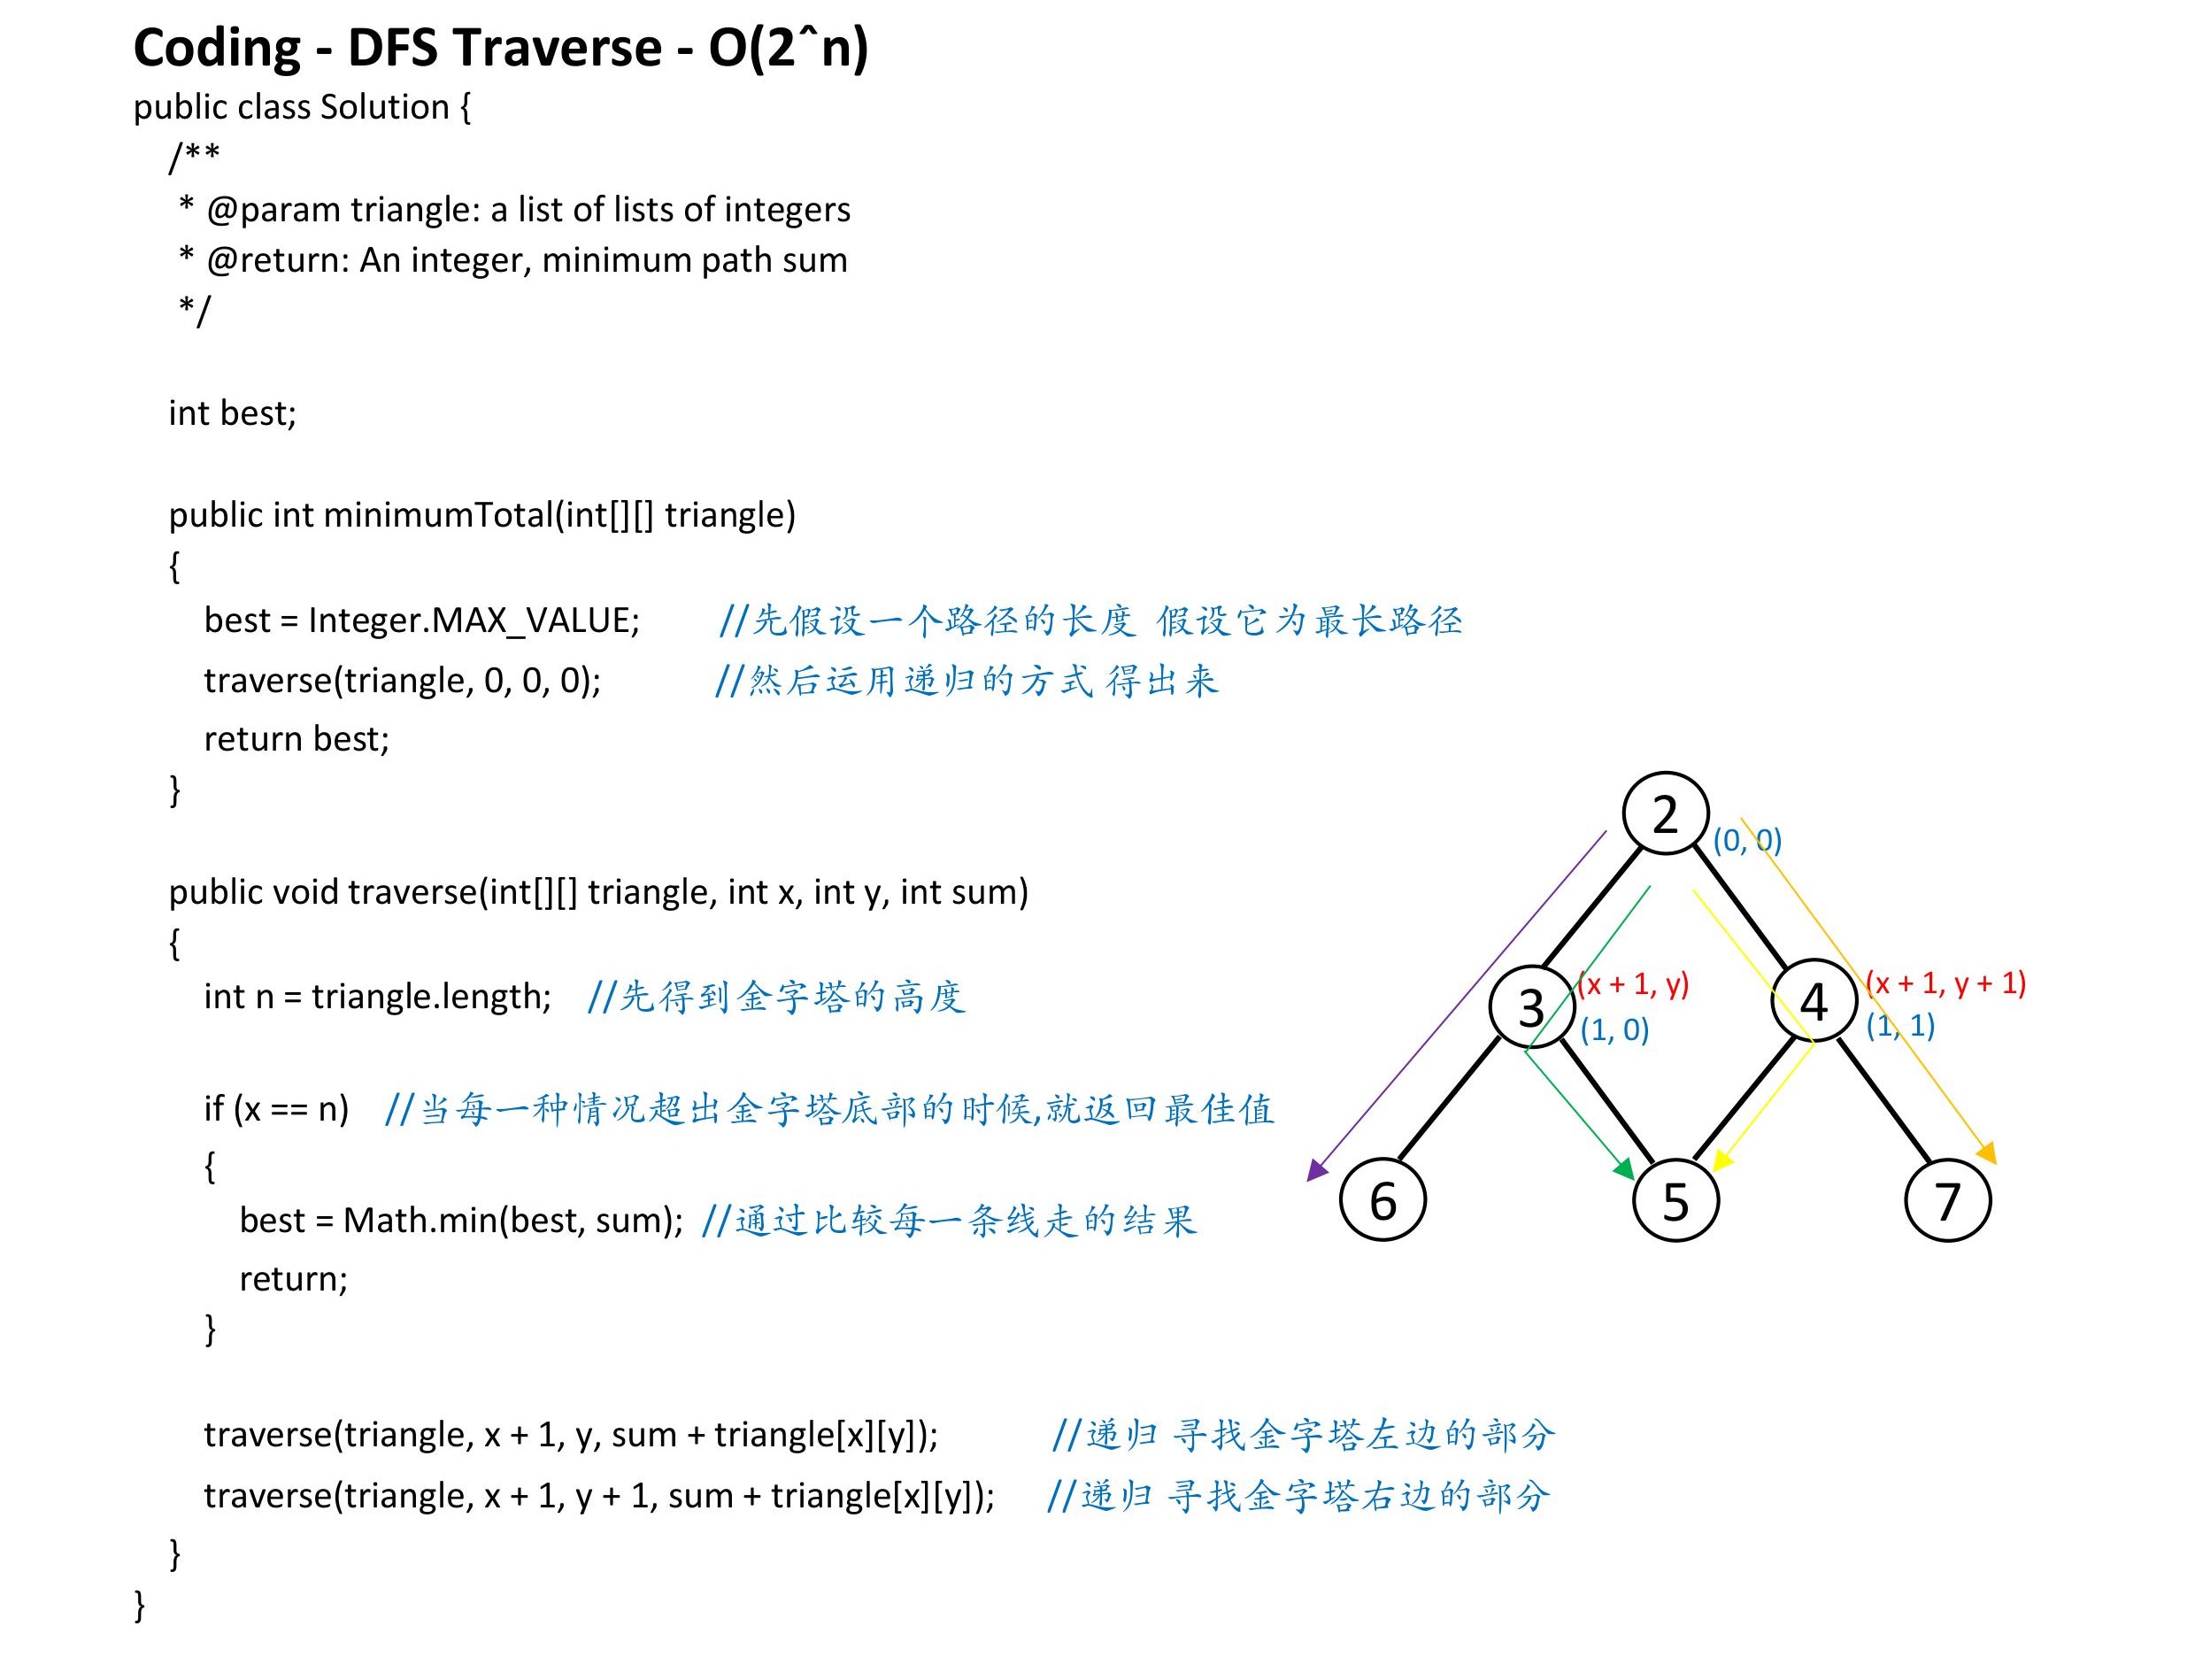 Coding - DFS Traverse - O(2^n)
public class Solution {
/**
* @param triangle: a list of lists of integers
* @return: An integer, minimum path sum
*/
int best;
public int minimumTotal(int[][] triangle)
{
best = Integer.MAX_VALUE; //先假设一个路径的长度 假设它为最长路径
traverse(triangle, 0, 0, 0); //然后运用递归的方式 得出来
return best;
}
public void traverse(int[][] triangle, int x, int y, int sum)
{
int n = triangle.length; //先得到金字塔的高度
if (x == n) //当每一种情况超出金字塔底部的时候,就返回最佳值
{
best = Math.min(best, sum); //通过比较每一条线走的结果
return;
}
traverse(triangle, x + 1, y, sum + triangle[x][y]); //递归 寻找金字塔左边的部分
traverse(triangle, x + 1, y + 1, sum + triangle[x][y]); //递归 寻找金字塔右边的部分
}
}
2
(0, 0)
3
(x + 1, y)
(1, 0)
4
(x + 1, y + 1)
(1, 1)
6
5
7